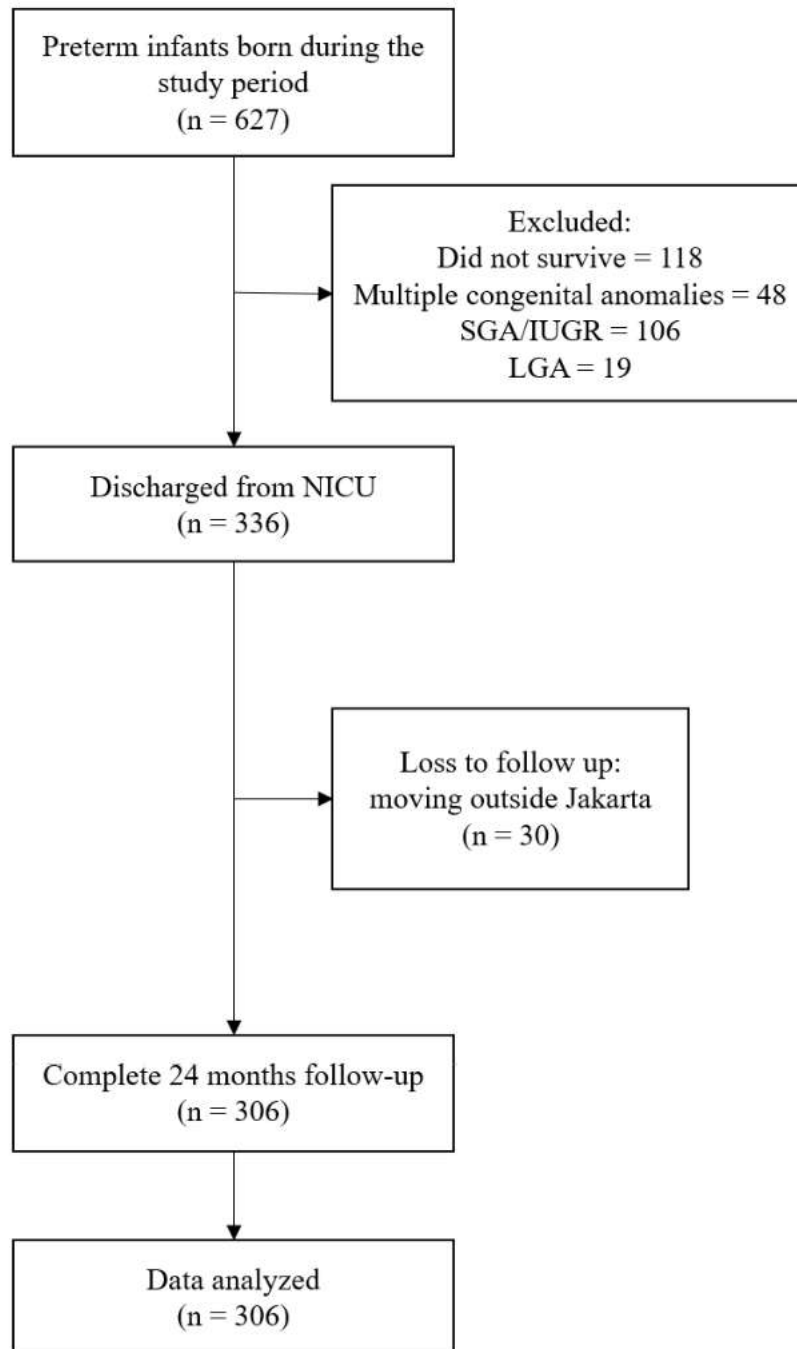 Preterm infants born during the
study period
(n = 627)
Excluded:
Did not survive = 118
Multiple congenital anomalies = 48
SGA/IUGR = 106
LGA = 19
Discharged from NICU
(n = 336)
Loss to follow up:
moving outside Jakarta
(n = 30)
Complete 24 months follow-up
(n = 306)
Data analyzed
(n = 306)